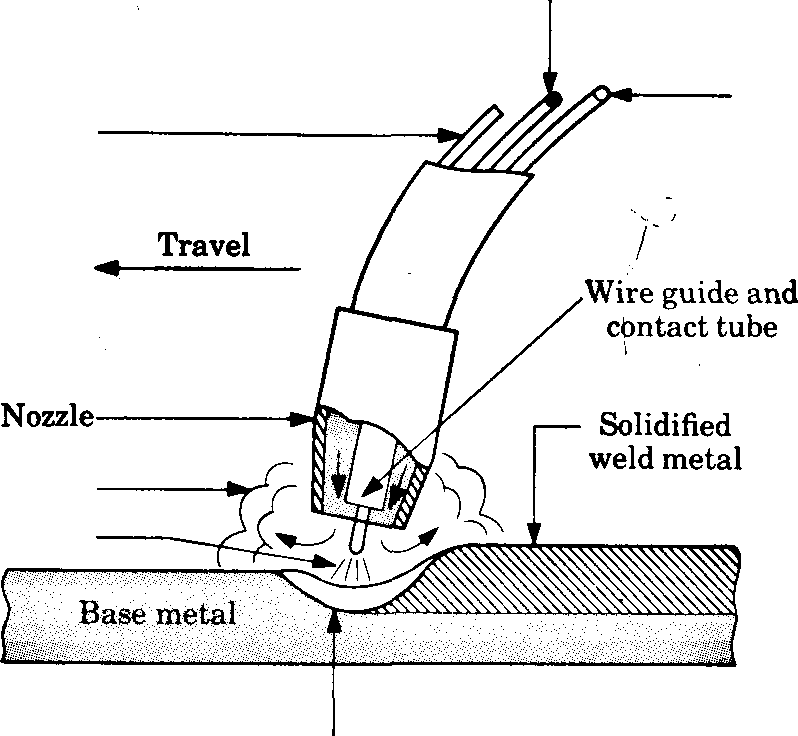 Travel
Wire guide and
contact tube
Nozzle
Solidified
weld metal
Base metal